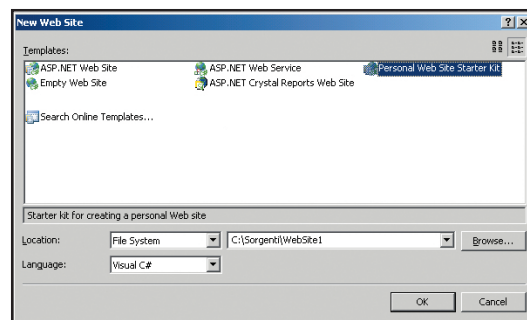 New Web Site
Templates:
ASP.NET Web Site
ASP.NET Web Service
Personal Web Site Starter Kit
Empty Web Site
ASP.NET Crystal Reports Web Site
Search Online Templates...
Starter kit for creating a personal Web site
Location: File System C:\Sorgenti\WebSite1 Browse...
Language: Visual C#
OK Cancel